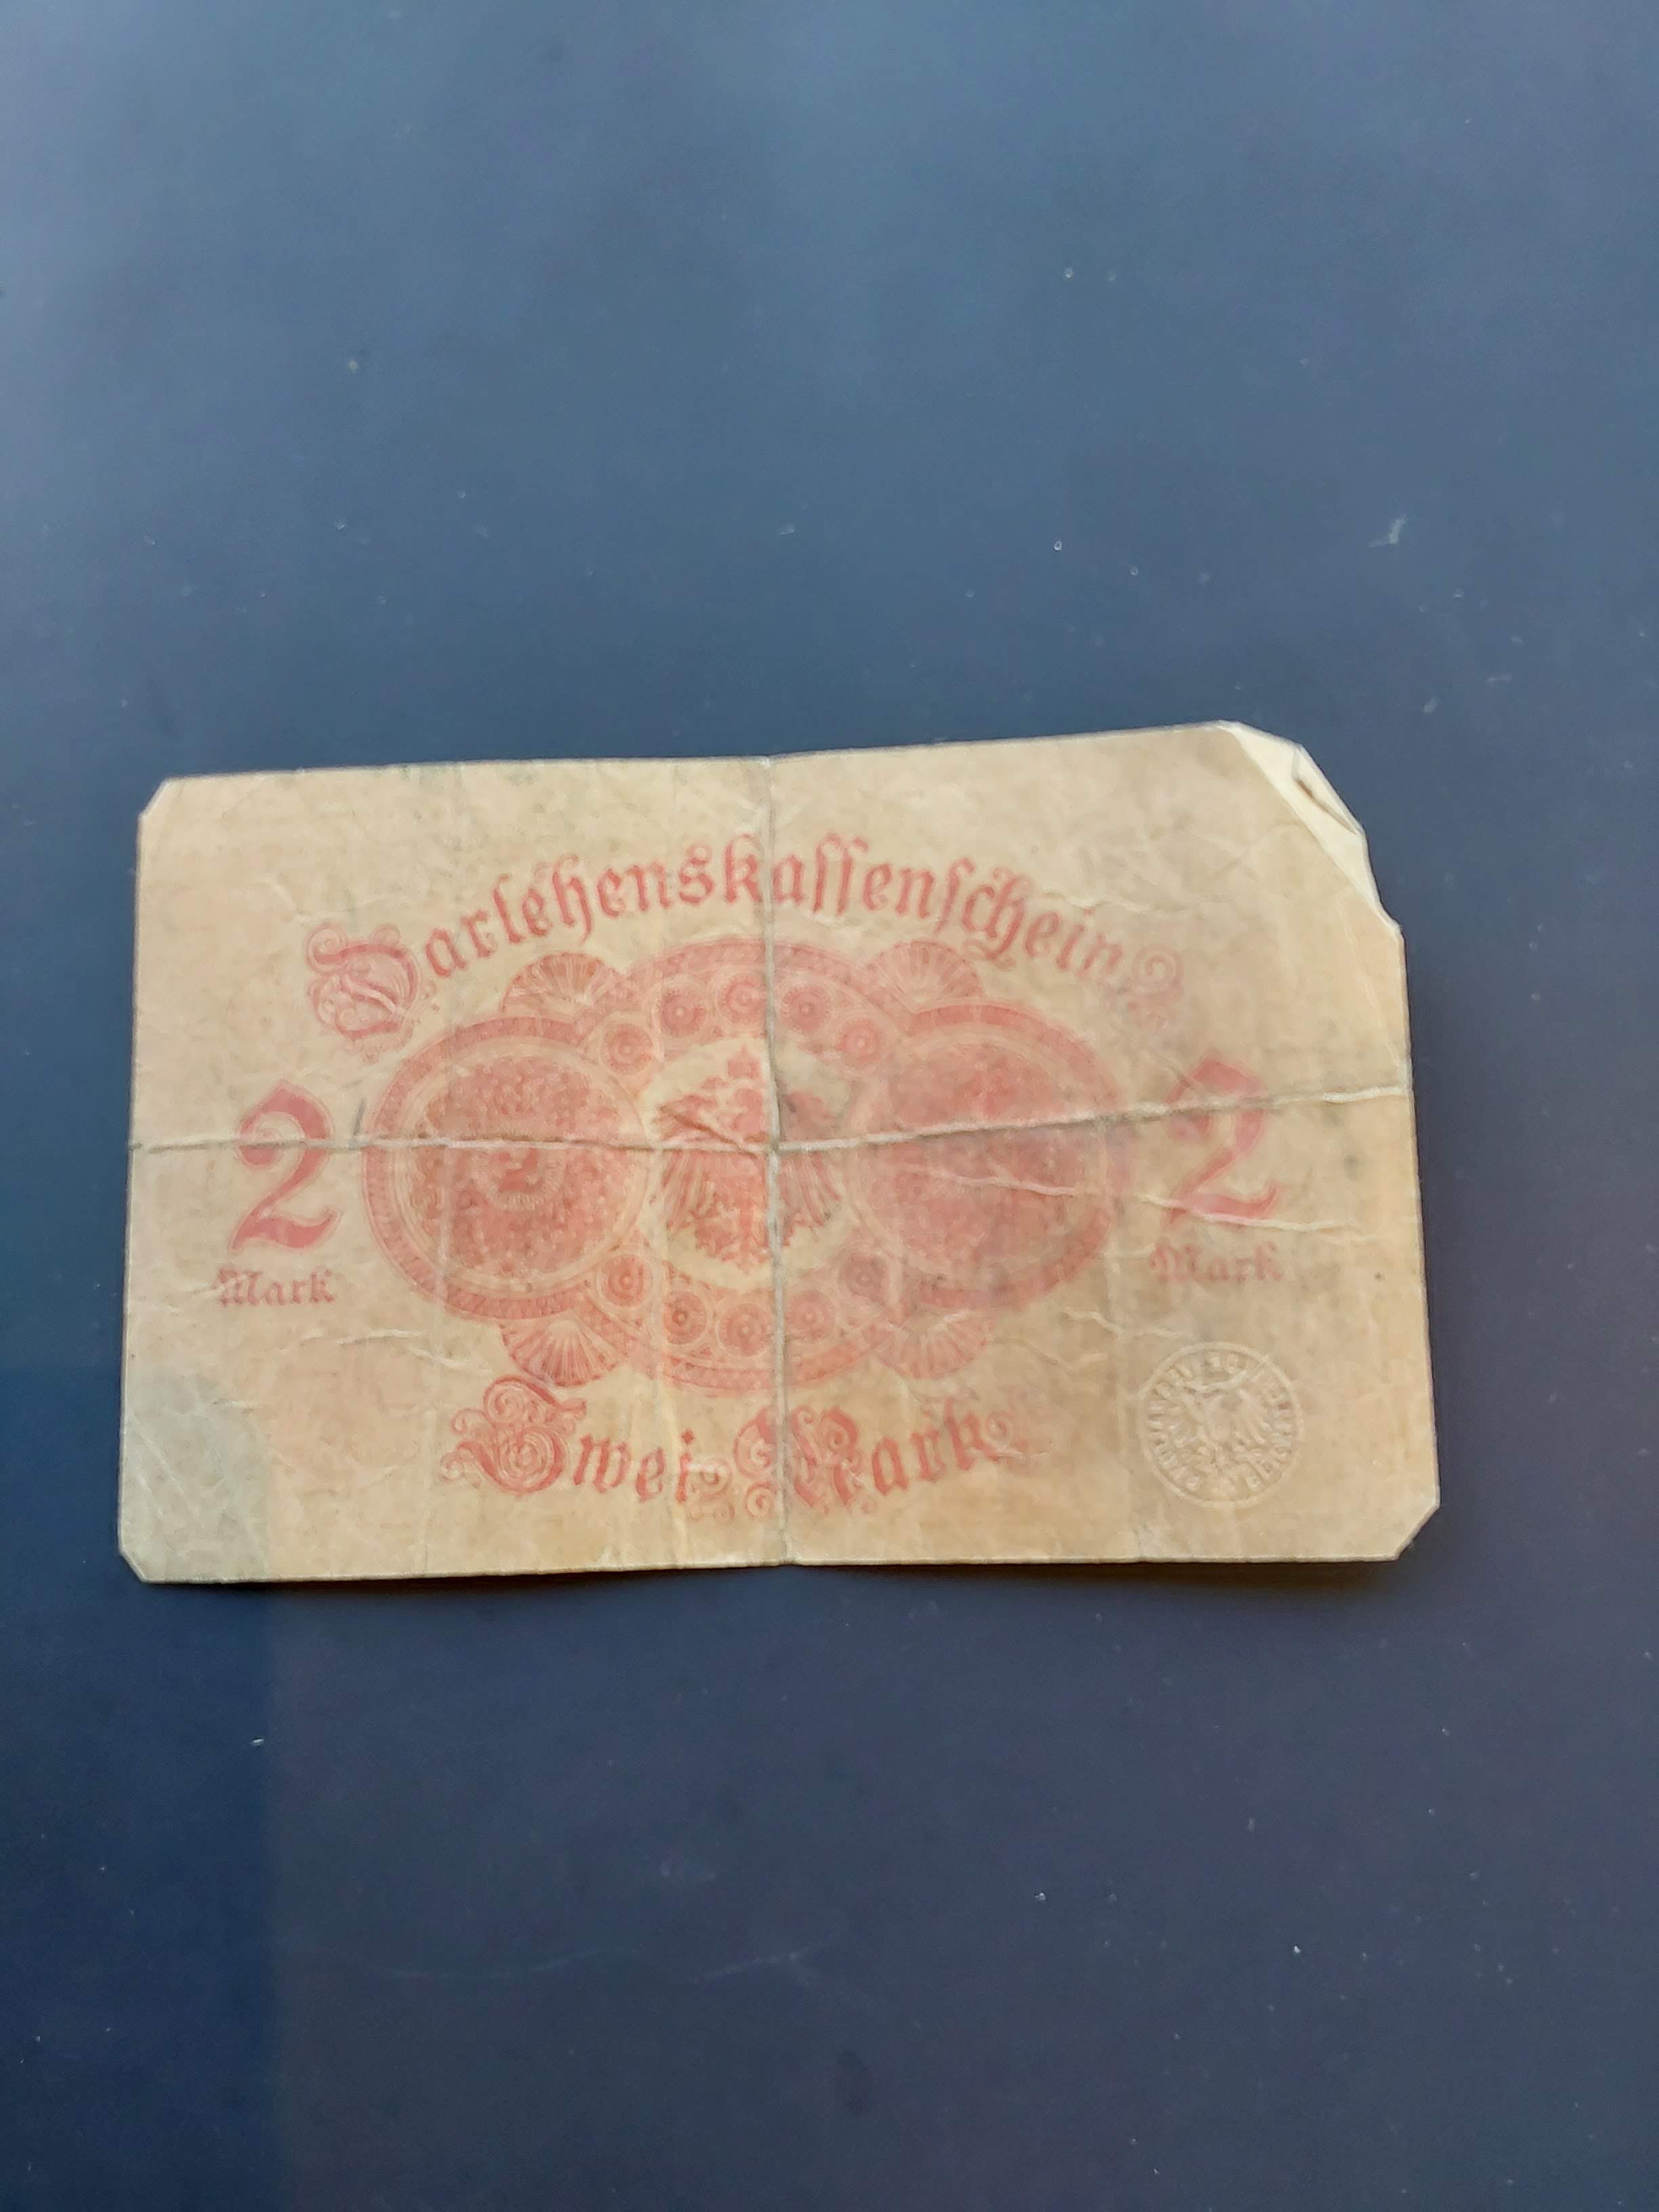 Darlehenskassenschein
2 2
Mark Mark
Zwei Mark